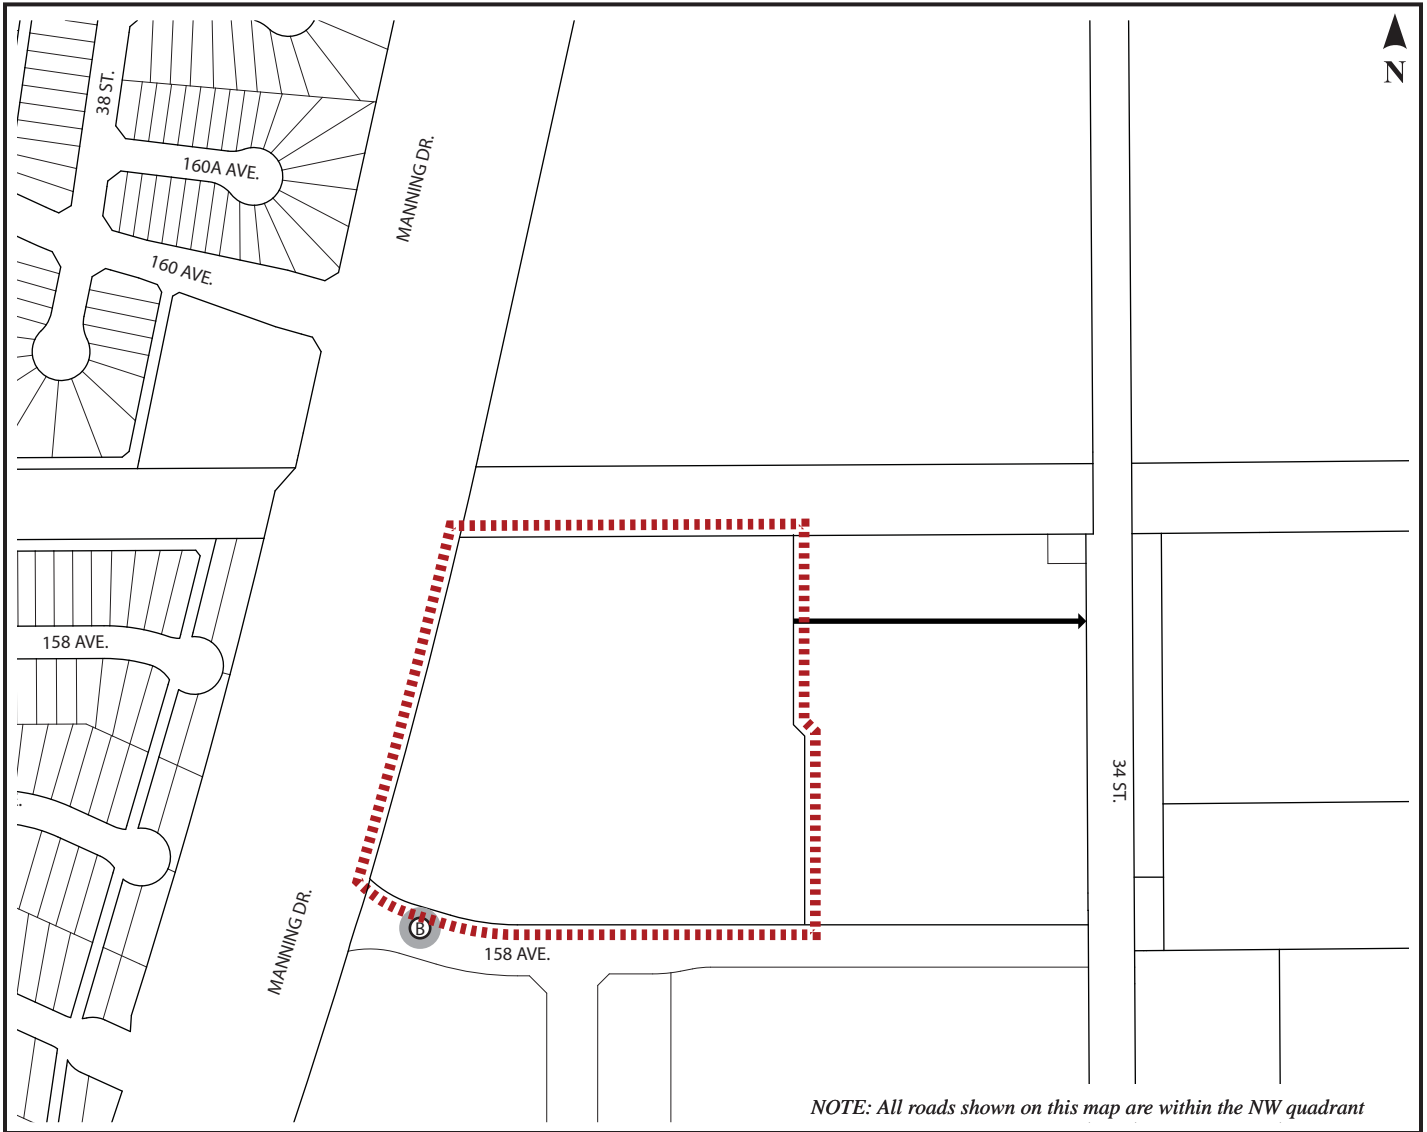 N
38 ST.
160A AVE.
MANNING DR.
160 AVE.
158 AVE.
34 ST.
MANNING DR.
B
158 AVE.
NOTE: All roads shown on this map are within the NW quadrant